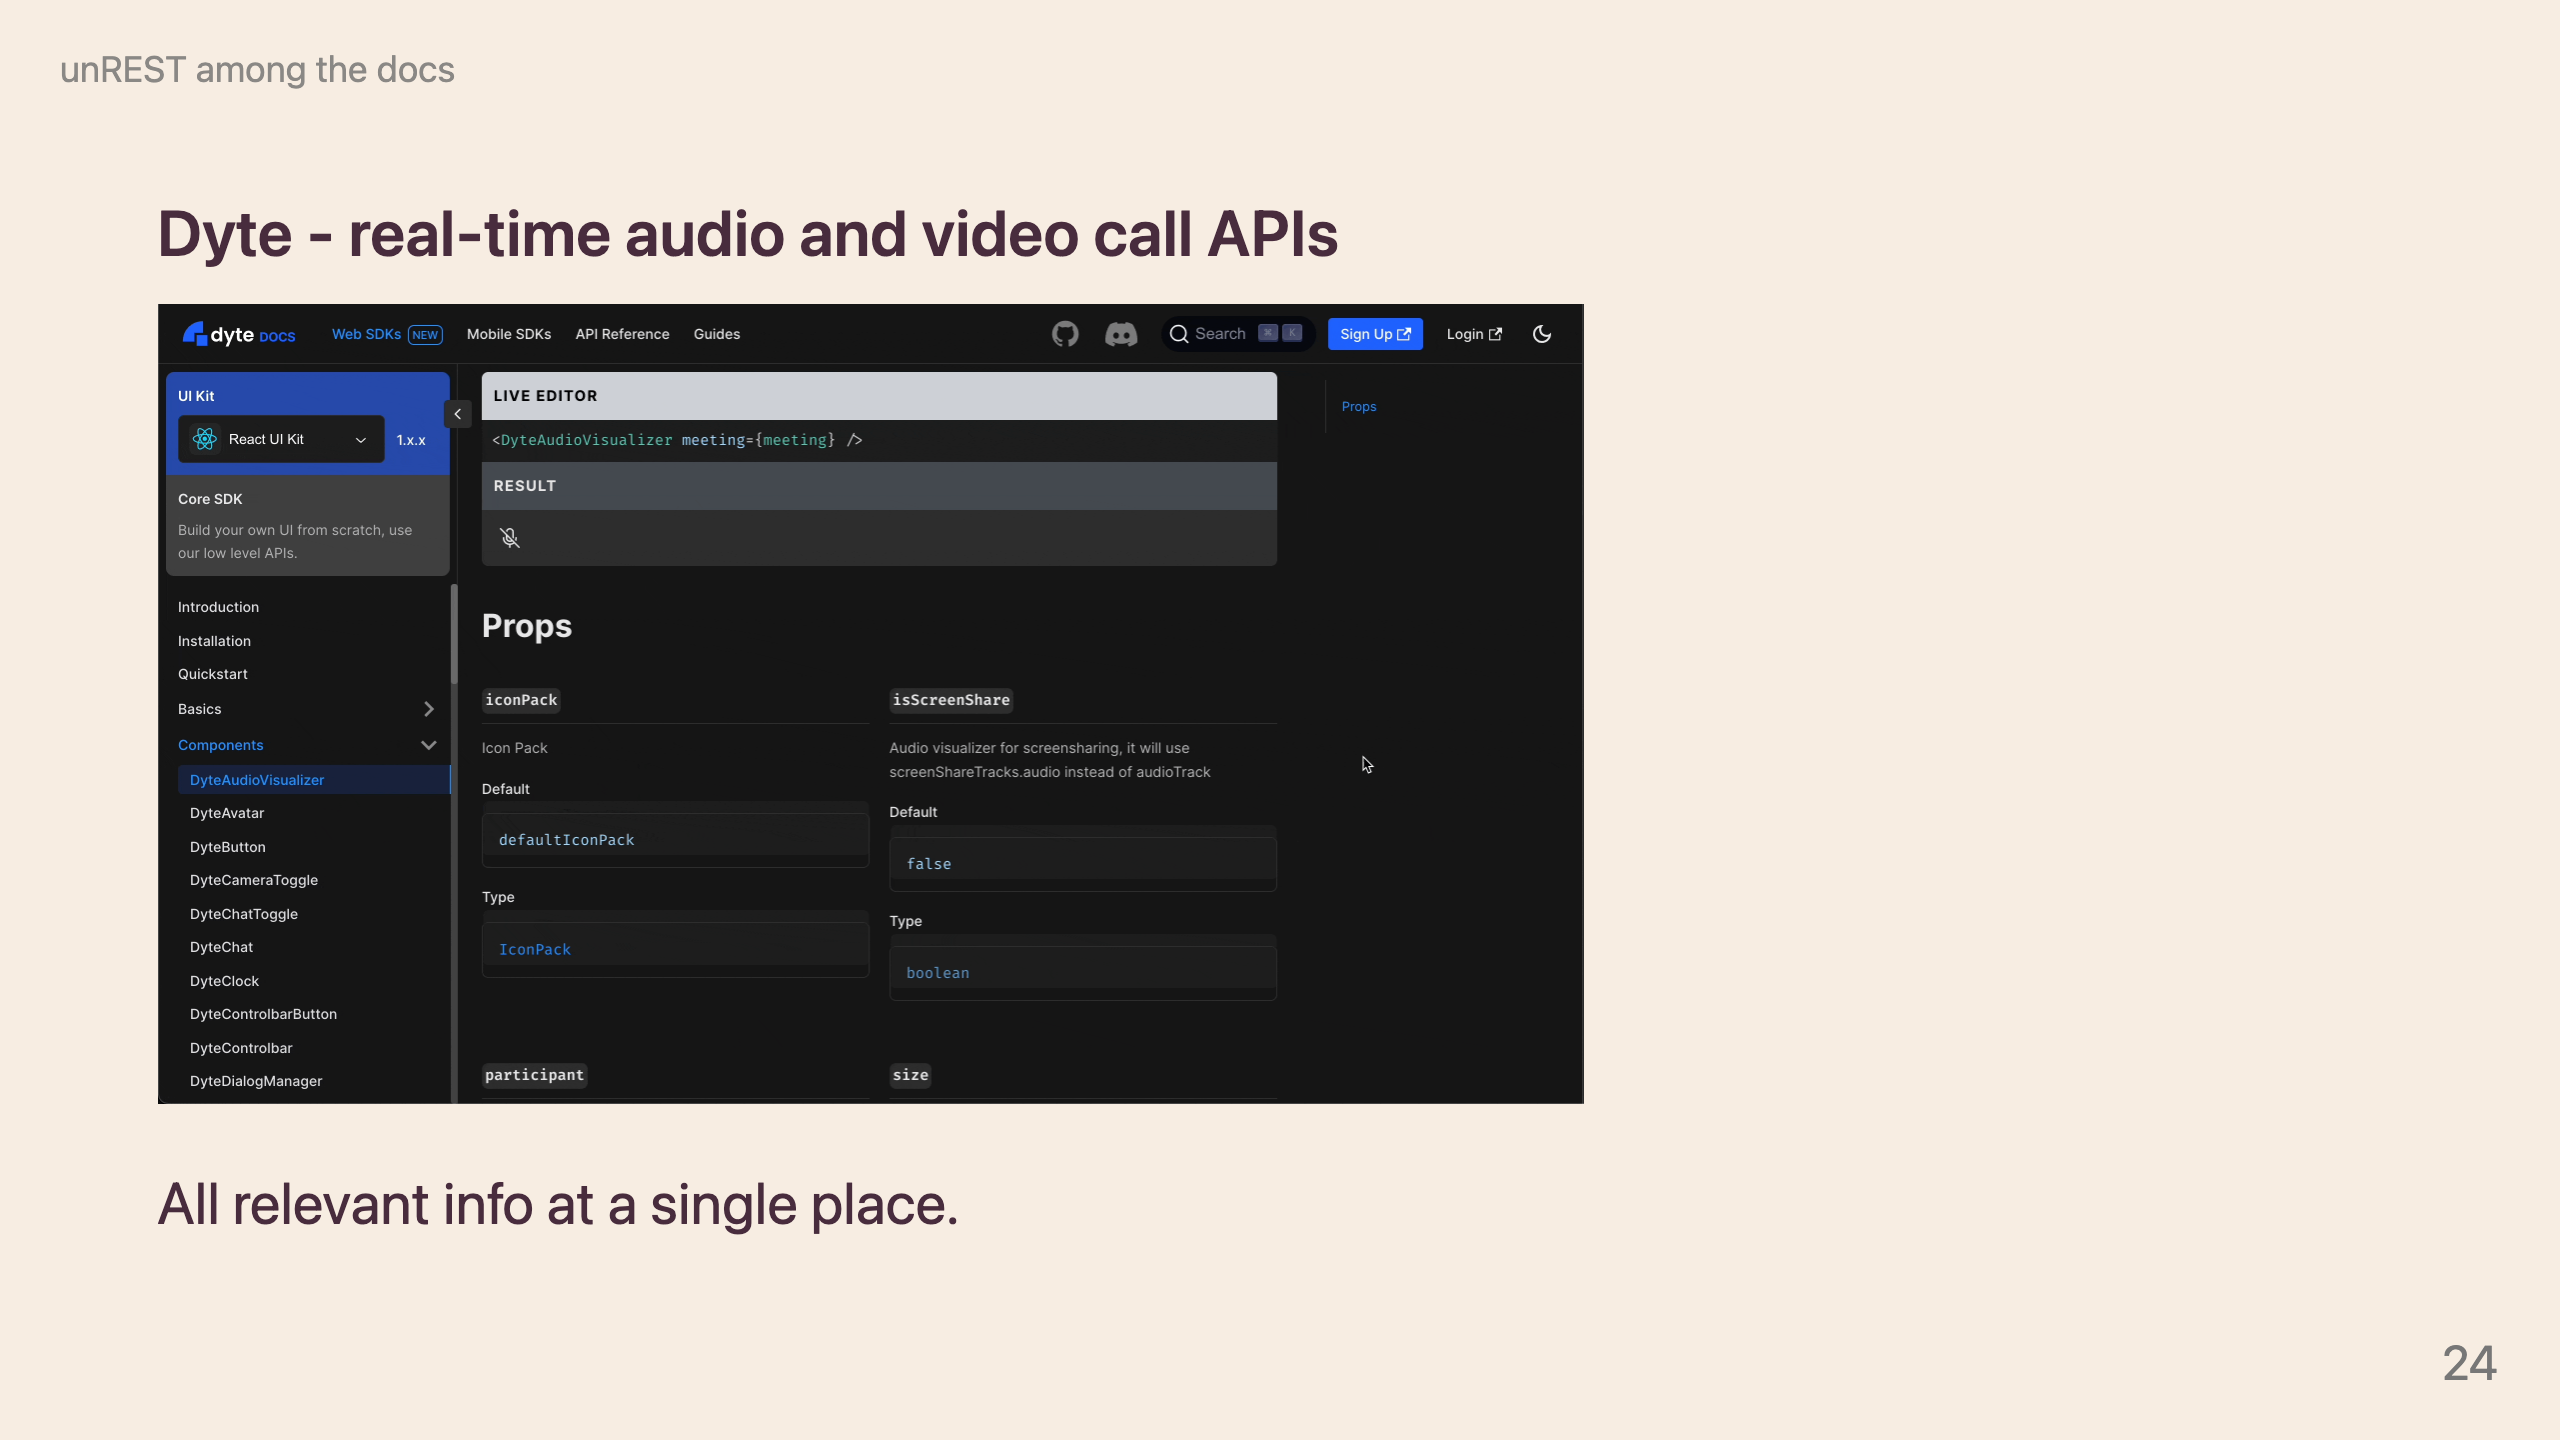 unREST among the docs
Dyte - real-time audio and video call APIs
dyte DOCS
Web SDKs NEW
Mobile SDKs
API Reference
Guides
Search ⌘ K
Sign Up
Login
UI Kit
React UI Kit
1.x.x
Core SDK
Build your own UI from scratch, use
our low level APIs.
Introduction
Installation
Quickstart
Basics
Components
DyteAudioVisualizer
DyteAvatar
DyteButton
DyteCameraToggle
DyteChatToggle
DyteChat
DyteClock
DyteControlbarButton
DyteControlbar
DyteDialogManager
LIVE EDITOR
<DyteAudioVisualizer meeting={meeting} />
RESULT
Props
iconPack
Icon Pack
Default
defaultIconPack
Type
IconPack
isScreenShare
Audio visualizer for screensharing, it will use
screenShareTracks.audio instead of audioTrack
Default
false
Type
boolean
participant
size
Props
All relevant info at a single place.
24